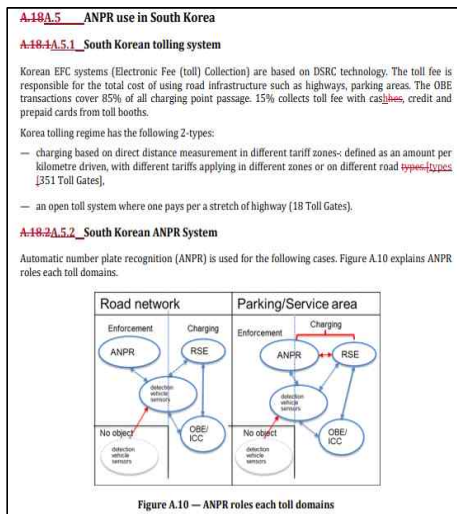 A.18A.5 ANPR use in South Korea
A.18.1A.5.1 South Korean tolling system
Korean EFC systems (Electronic Fee (toll) Collection) are based on DSRC technology. The toll fee is
responsible for the total cost of using road infrastructure such as highways, parking areas. The OBE
transactions cover 85% of all charging point passage. 15% collects toll fee with cashhes, credit and
prepaid cards from toll booths.
Korea tolling regime has the following 2-types:
— charging based on direct distance measurement in different tariff zones-: defined as an amount per
kilometre driven, with different tariffs applying in different zones or on different road types.[types
[351 Toll Gates],
— an open toll system where one pays per a stretch of highway (18 Toll Gates).
A.18.2A.5.2 South Korean ANPR System
Automatic number plate recognition (ANPR) is used for the following cases. Figure A.10 explains ANPR
roles each toll domains.
Road network
Parking/Service area
Enforcement
Charging
Enforcement
Charging
ANPR
RSE
ANPR
RSE
detection
vehicle
sensors
detection
vehicle
sensors
No object
OBE/
ICC
No object
OBE/
ICC
detection
vehicle
sensors
detection
vehicle
sensors
Figure A.10 — ANPR roles each toll domains